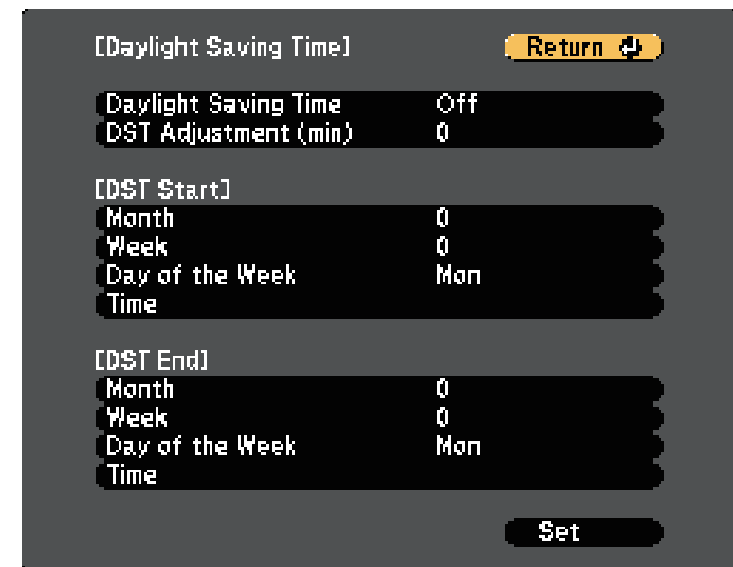 [Daylight Saving Time] Return
Daylight Saving Time Off
DST Adjustment (min) 0
[DST Start]
Month 0
Week 0
Day of the Week Mon
Time
[DST End]
Month 0
Week 0
Day of the Week Mon
Time
Set